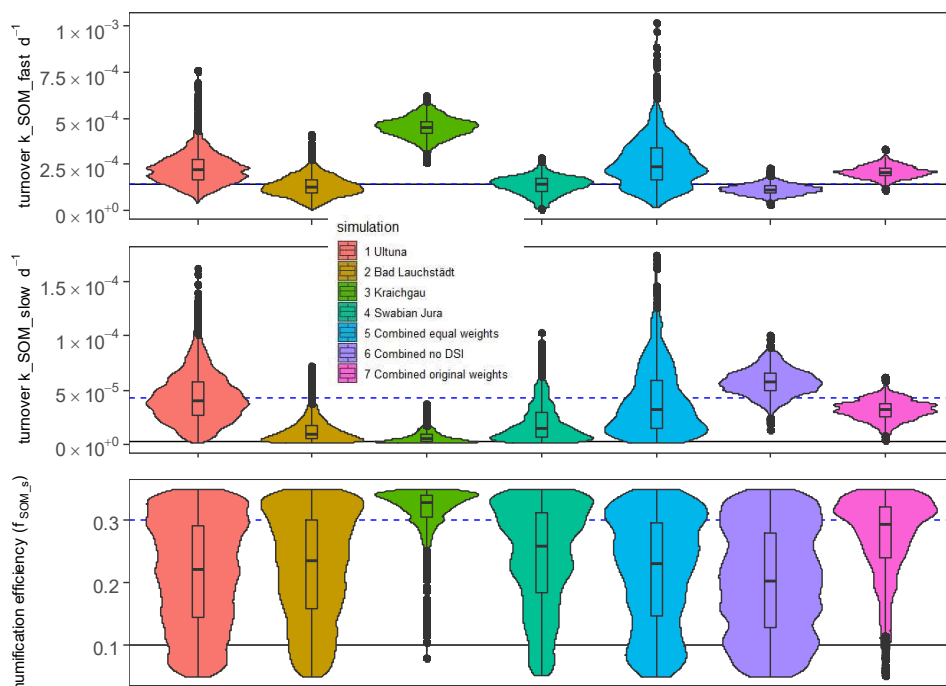 turnover k_SOM_fast d⁻¹
1 × 10⁻³
7.5 × 10⁻⁴
5 × 10⁻⁴
2.5 × 10⁻⁴
0 × 10⁺⁰
simulation
1 Ultuna
2 Bad Lauchstädt
3 Kraichgau
4 Swabian Jura
5 Combined equal weights
6 Combined no DSI
7 Combined original weights
turnover k_SOM_slow d⁻¹
1.5 × 10⁻⁴
1 × 10⁻⁴
5 × 10⁻⁵
0 × 10⁺⁰
efficiency (f SOM_s)
0.3
0.2
0.1